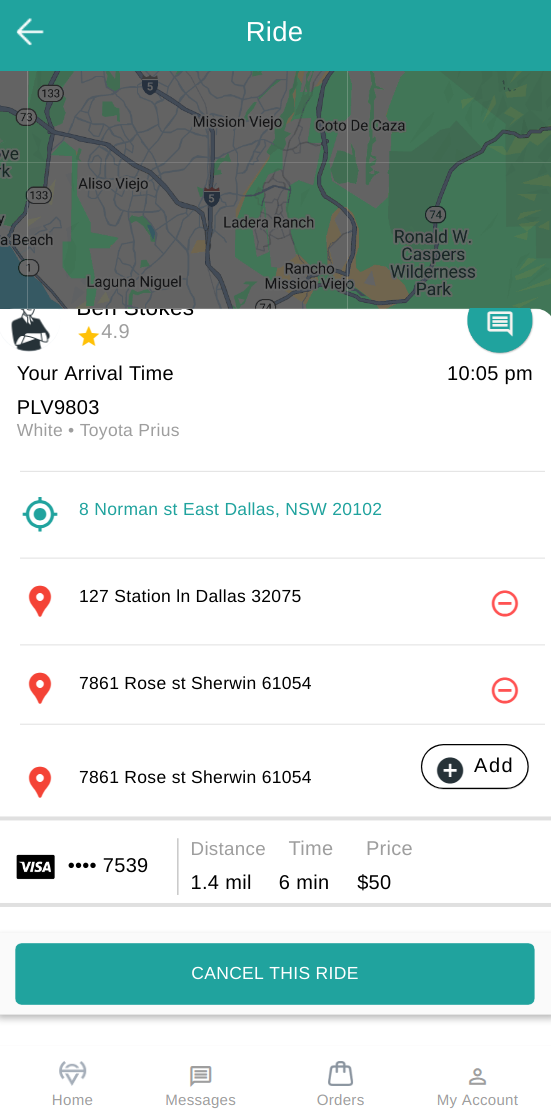 Ride
133
5
73
Mission Viejo
Coto De Caza
ove
rk
Aliso Viejo
133
5
74
y
a Beach
Ladera Ranch
Ronald W.
Caspers
Wilderness
Park
1
Laguna Niguel
Rancho
Mission Viejo
74
Ben Stokes
4.9
Your Arrival Time 10:05 pm
PLV9803
White • Toyota Prius
8 Norman st East Dallas, NSW 20102
127 Station ln Dallas 32075
7861 Rose st Sherwin 61054
7861 Rose st Sherwin 61054
Add
VISA •••• 7539
Distance Time Price
1.4 mil 6 min $50
CANCEL THIS RIDE
Home Messages Orders My Account